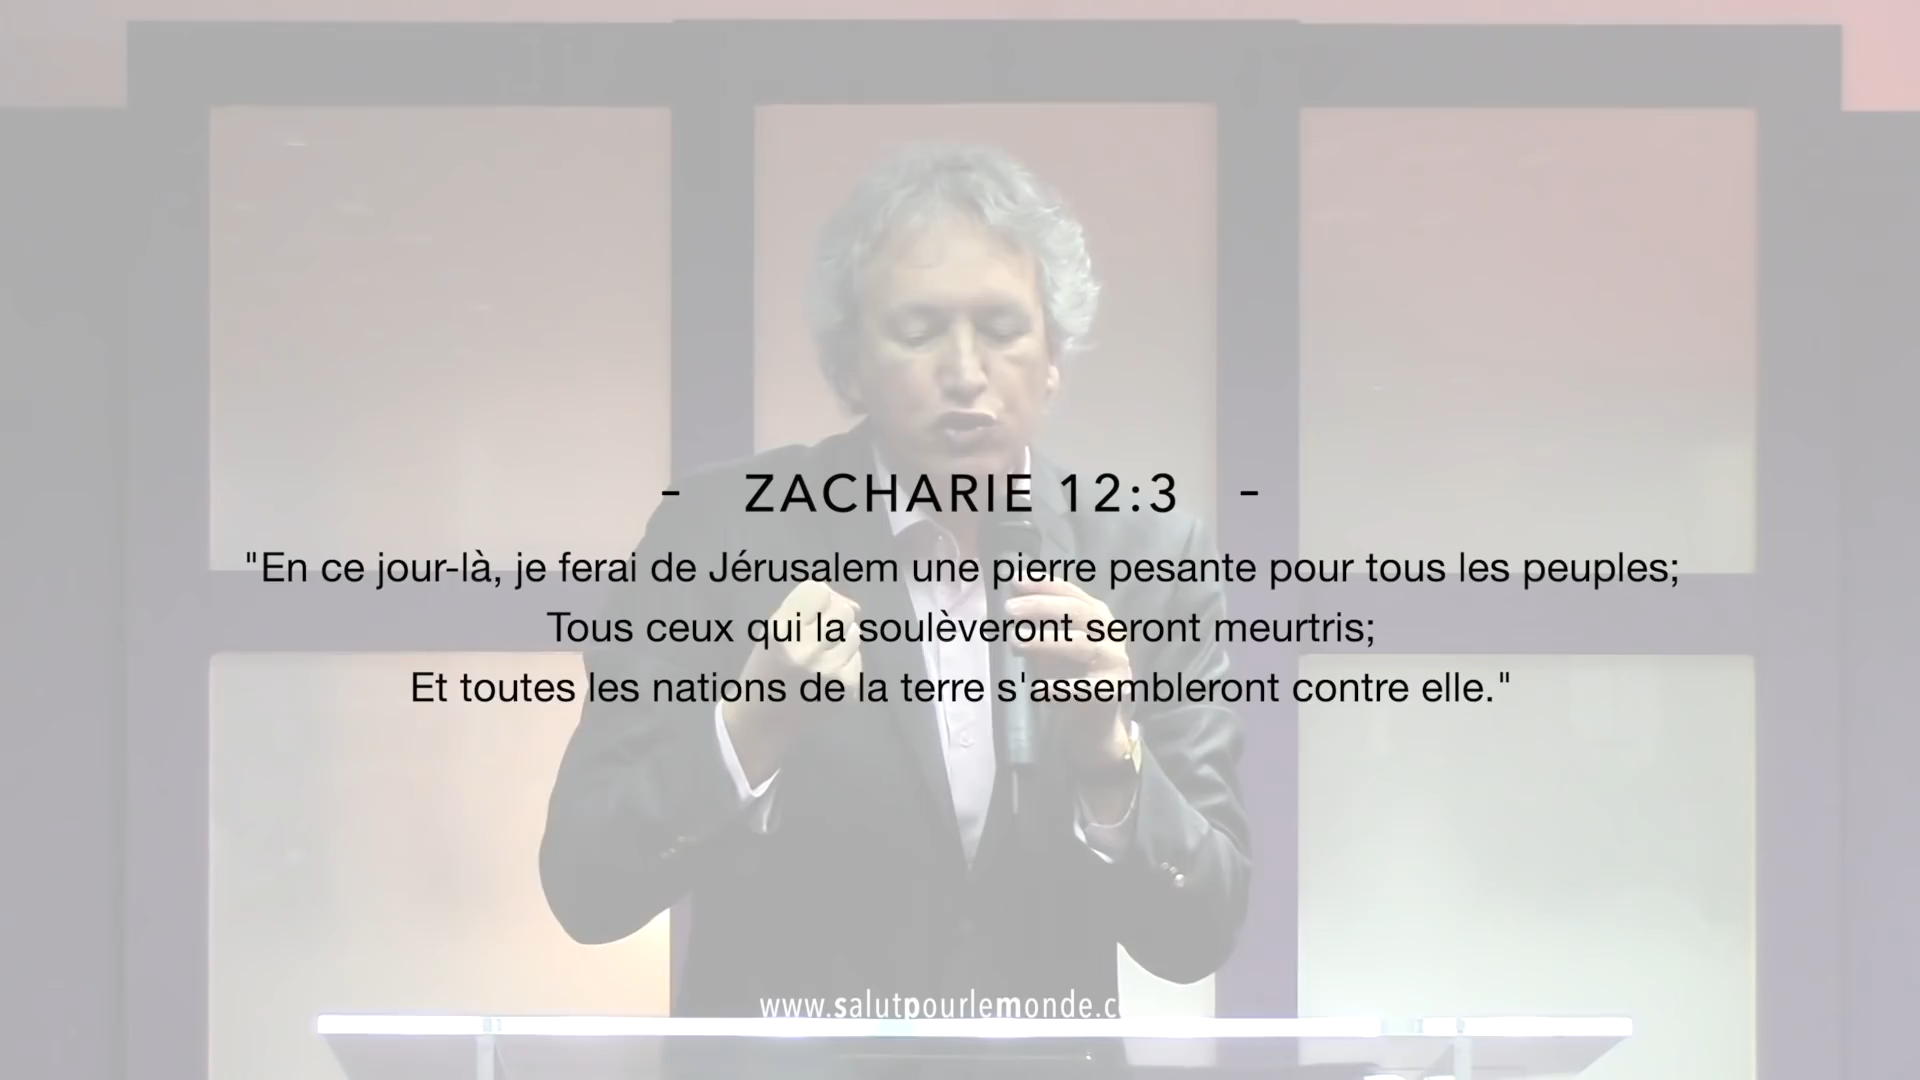 - ZACHARIE 12:3 -
"En ce jour-là, je ferai de Jérusalem une pierre pesante pour tous les peuples;
Tous ceux qui la soulèveront seront meurtris;
Et toutes les nations de la terre s'assembleront contre elle."
www.salutpourlemonde.c